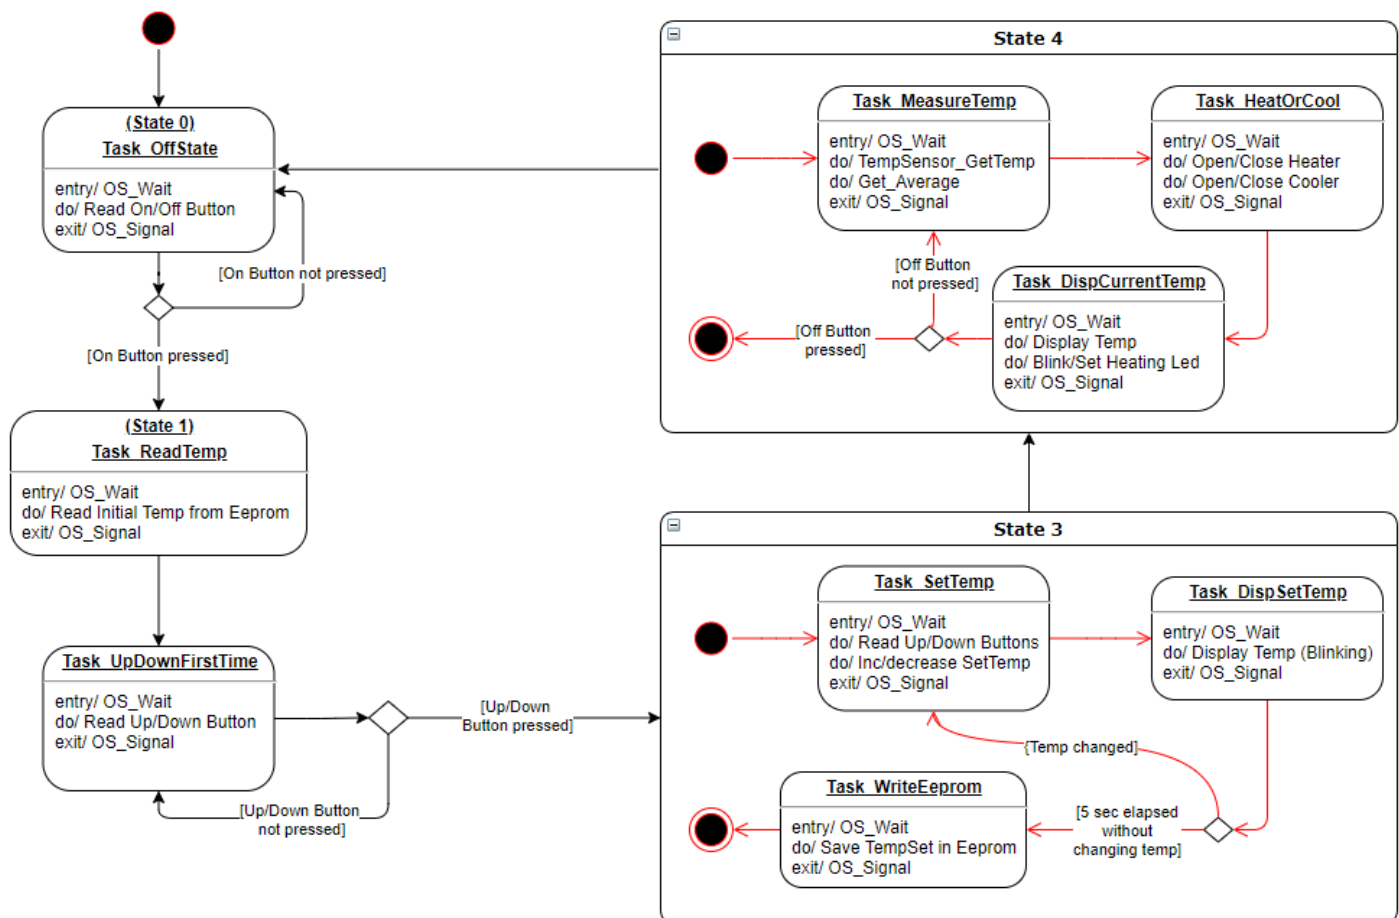 (State 0)
Task_OffState
entry/ OS_Wait
do/ Read On/Off Button
exit/ OS_Signal
[On Button not pressed]
[On Button pressed]
(State 1)
Task_ReadTemp
entry/ OS_Wait
do/ Read Initial Temp from Eeprom
exit/ OS_Signal
Task_UpDownFirstTime
entry/ OS_Wait
do/ Read Up/Down Button
exit/ OS_Signal
[Up/Down Button
not pressed]
[Up/Down
Button pressed]
State 4
Task_MeasureTemp
entry/ OS_Wait
do/ TempSensor_GetTemp
do/ Get_Average
exit/ OS_Signal
Task_HeatOrCool
entry/ OS_Wait
do/ Open/Close Heater
do/ Open/Close Cooler
exit/ OS_Signal
Task_DispCurrentTemp
entry/ OS_Wait
do/ Display Temp
do/ Blink/Set Heating Led
exit/ OS_Signal
[Off Button
not pressed]
[Off Button
pressed]
State 3
Task_SetTemp
entry/ OS_Wait
do/ Read Up/Down Buttons
do/ Inc/decrease SetTemp
exit/ OS_Signal
Task_DispSetTemp
entry/ OS_Wait
do/ Display Temp (Blinking)
exit/ OS_Signal
{Temp changed]
[5 sec elapsed
without
changing temp]
Task_WriteEeprom
entry/ OS_Wait
do/ Save TempSet in Eeprom
exit/ OS_Signal